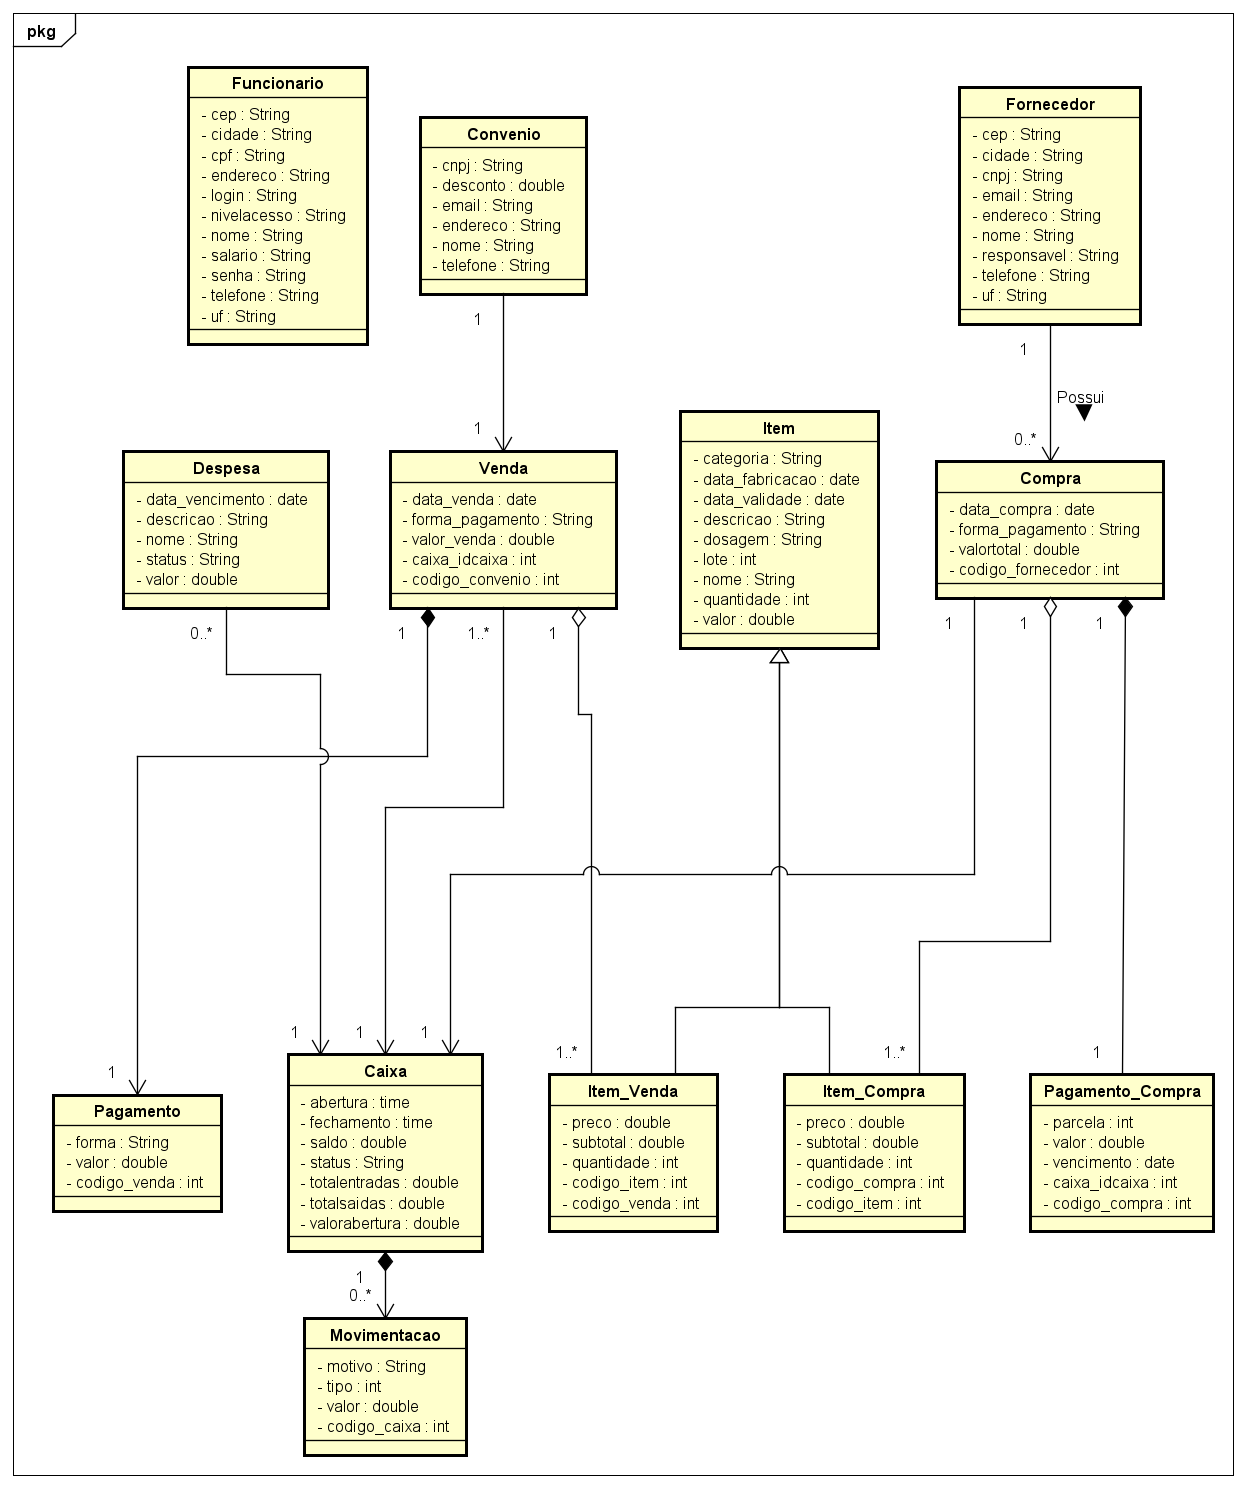 pkg
Funcionario
- cep : String
- cidade : String
- cpf : String
- endereco : String
- login : String
- nivelacesso : String
- nome : String
- salario : String
- senha : String
- telefone : String
- uf : String
Convenio
- cnpj : String
- desconto : double
- email : String
- endereco : String
- nome : String
- telefone : String
1
1
Fornecedor
- cep : String
- cidade : String
- cnpj : String
- email : String
- endereco : String
- nome : String
- responsavel : String
- telefone : String
- uf : String
1
Possui
0..*
Despesa
- data_vencimento : date
- descricao : String
- nome : String
- status : String
- valor : double
0..*
Venda
- data_venda : date
- forma_pagamento : String
- valor_venda : double
- caixa_idcaixa : int
- codigo_convenio : int
1
1..*
1
Item
- categoria : String
- data_fabricacao : date
- data_validade : date
- descricao : String
- dosagem : String
- lote : int
- nome : String
- quantidade : int
- valor : double
Compra
- data_compra : date
- forma_pagamento : String
- valortotal : double
- codigo_fornecedor : int
1
1
1
1
1
1
1
1..*
1..*
1
Pagamento
- forma : String
- valor : double
- codigo_venda : int
Caixa
- abertura : time
- fechamento : time
- saldo : double
- status : String
- totalentradas : double
- totalsaidas : double
- valorabertura : double
1
0..*
Item_Venda
- preco : double
- subtotal : double
- quantidade : int
- codigo_item : int
- codigo_venda : int
Item_Compra
- preco : double
- subtotal : double
- quantidade : int
- codigo_compra : int
- codigo_item : int
Pagamento_Compra
- parcela : int
- valor : double
- vencimento : date
- caixa_idcaixa : int
- codigo_compra : int
Movimentacao
- motivo : String
- tipo : int
- valor : double
- codigo_caixa : int